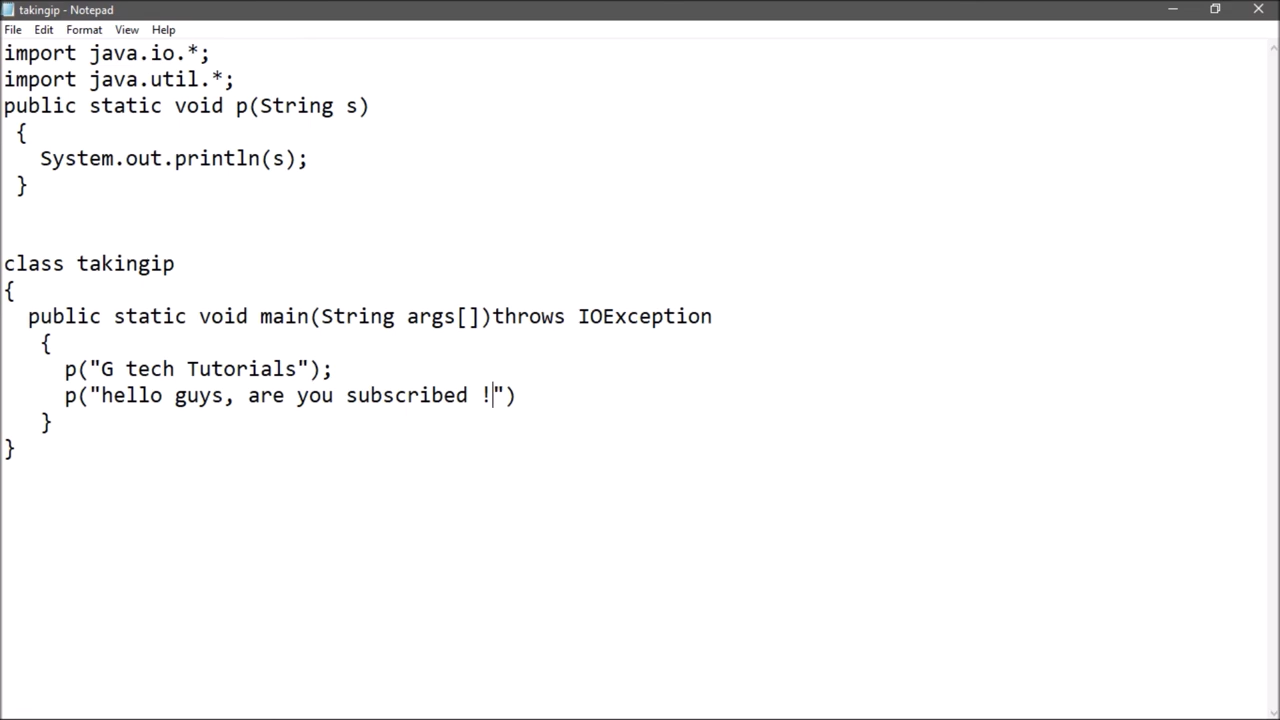 takingip - Notepad
File Edit Format View Help
import java.io.*;
import java.util.*;
public static void p(String s)
{
System.out.println(s);
}
class takingip
{
public static void main(String args[])throws IOException
{
p("G tech Tutorials");
p("hello guys, are you subscribed !")
}
}